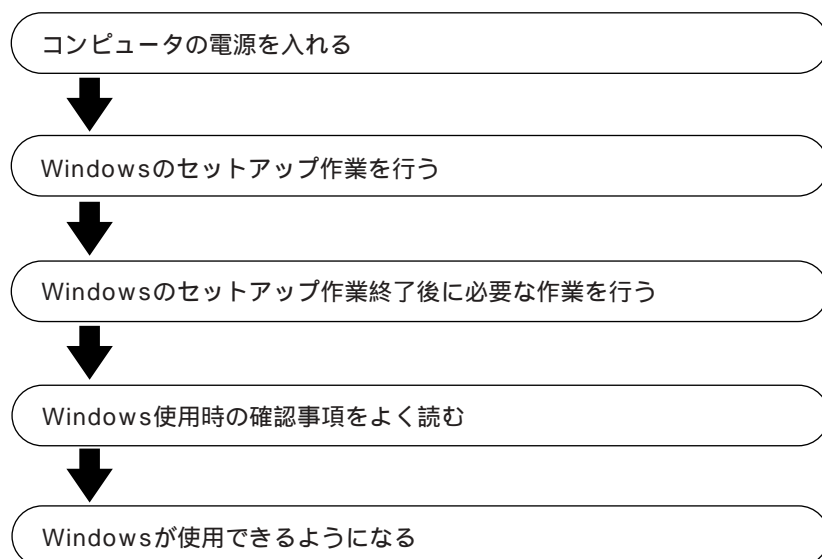 コンピュータの電源を入れる
Windowsのセットアップ作業を行う
Windowsのセットアップ作業終了後に必要な作業を行う
Windows使用時の確認事項をよく読む
Windowsが使用できるようになる